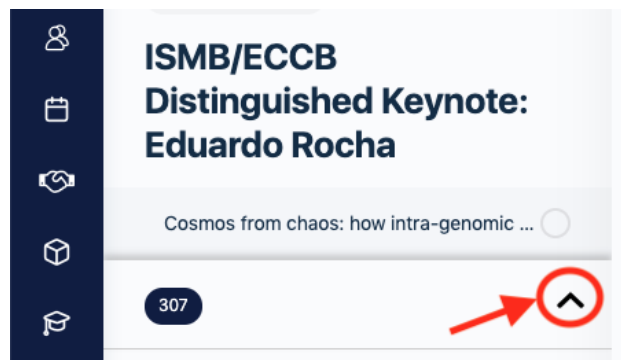 ISMB/ECCB
Distinguished Keynote:
Eduardo Rocha
Cosmos from chaos: how intra-genomic ...
307